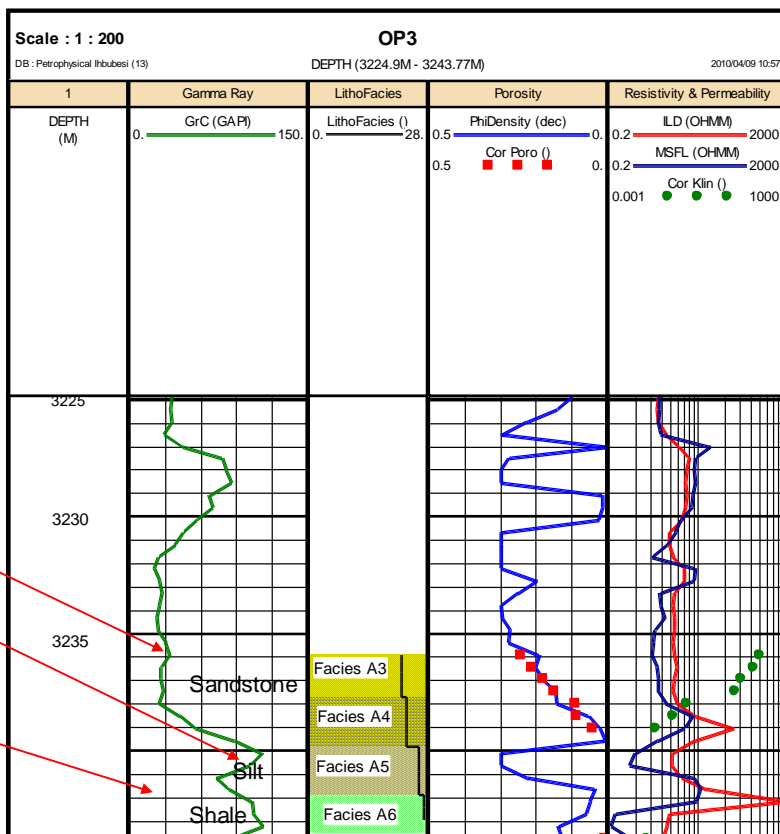 Scale : 1 : 200
OP3
DB : Petrophysical Ihbubesi (13)
DEPTH (3224.9M - 3243.77M)
2010/04/09 10:57
1
Gamma Ray
LithoFacies
Porosity
Resistivity & Permeability
DEPTH
(M)
GrC (GAPI)
0. 150.
LithoFacies ()
0. 28.
PhiDensity (dec)
0.5 0.
Cor Poro ()
0.5 0.
ILD (OHMM)
0.2 2000
MSFL (OHMM)
0.2 2000
Cor Klin ()
0.001 1000
3225
3230
3235
Facies A3
Sandstone
Facies A4
Facies A5
Silt
Shale
Facies A6